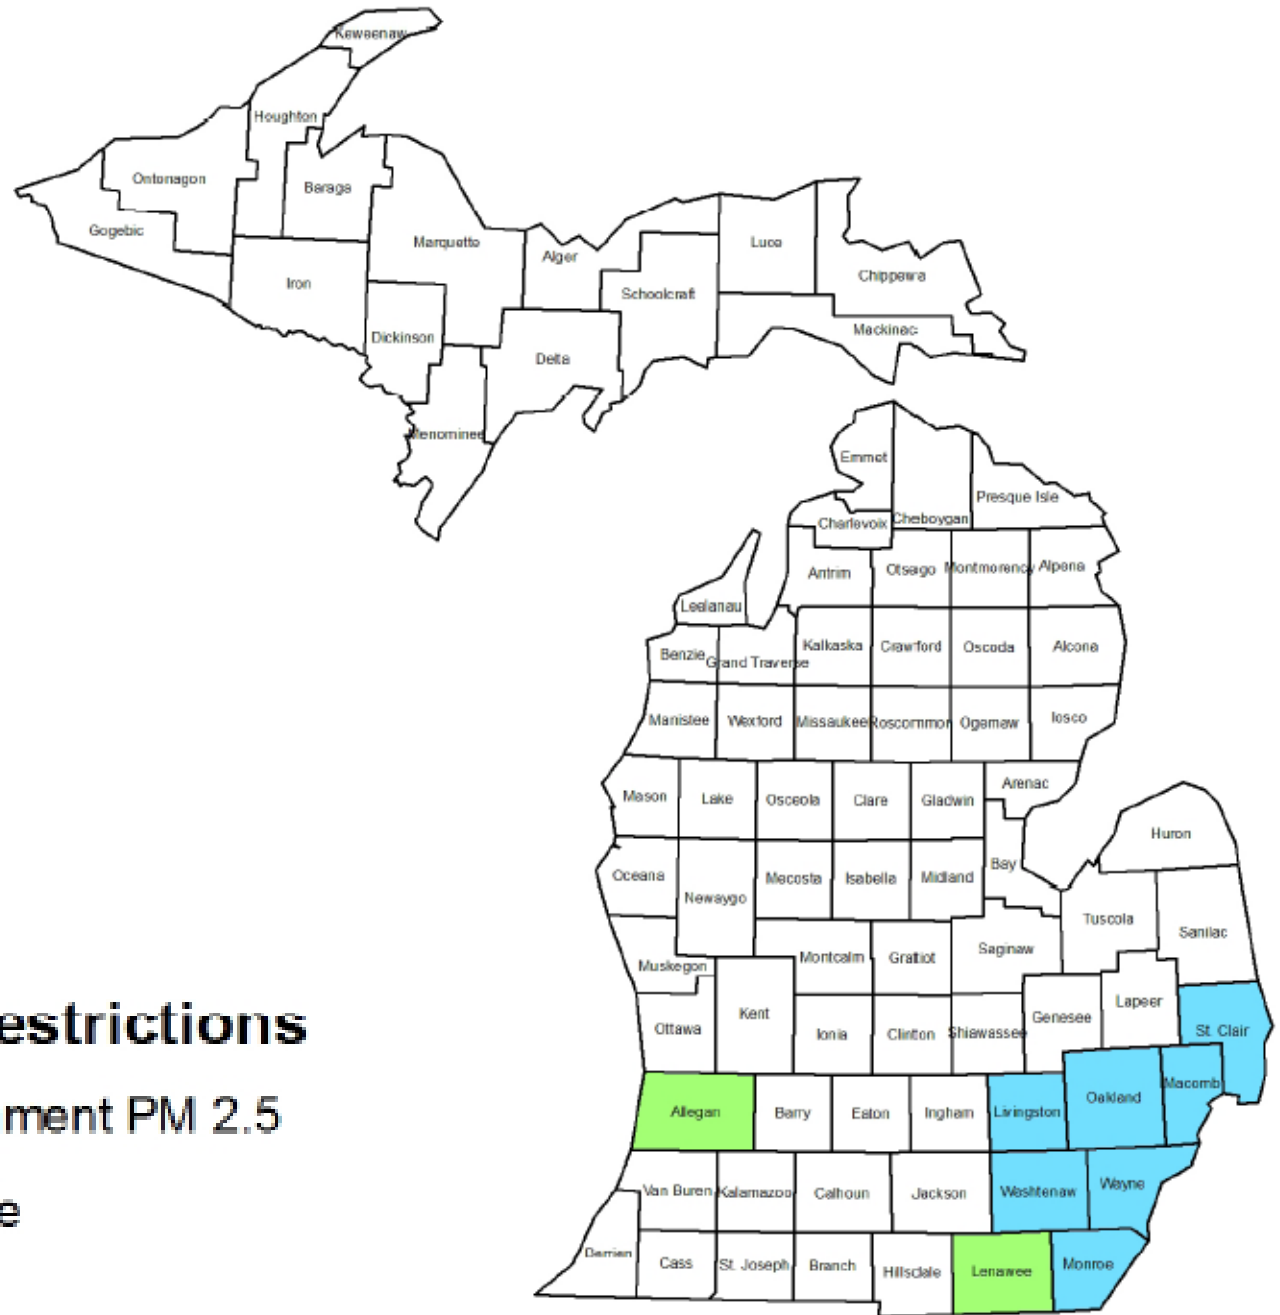 Keweenaw
Houghton
Ontonagon
Baraga
Gogebic
Marquette
Alger
Luce
Chippewa
Iron
Schoolcraft
Mackinac
Dickinson
Delta
Menominee
Emmet
Presque Isle
Charlevoix
Cheboygan
Antrim
Otsego
Montmorency
Alpena
Leelanau
Benzie
Grand Traverse
Kalkaska
Crawford
Oscoda
Alcona
Manistee
Wexford
Missaukee
Roscommon
Ogemaw
Iosco
Mason
Lake
Osceola
Clare
Gladwin
Arenac
Huron
Oceana
Newaygo
Mecosta
Isabella
Midland
Bay
Tuscola
Sanilac
Muskegon
Montcalm
Gratiot
Saginaw
Ottawa
Kent
Ionia
Clinton
Shiawassee
Genesee
Lapeer
St. Clair
estrictions
Allegan
Barry
Eaton
Ingham
Livingston
Oakland
Macomb
ment PM 2.5
Van Buren
Kalamazoo
Calhoun
Jackson
Washtenaw
Wayne
e
Berrien
Cass
St. Joseph
Branch
Hillsdale
Lenawee
Monroe